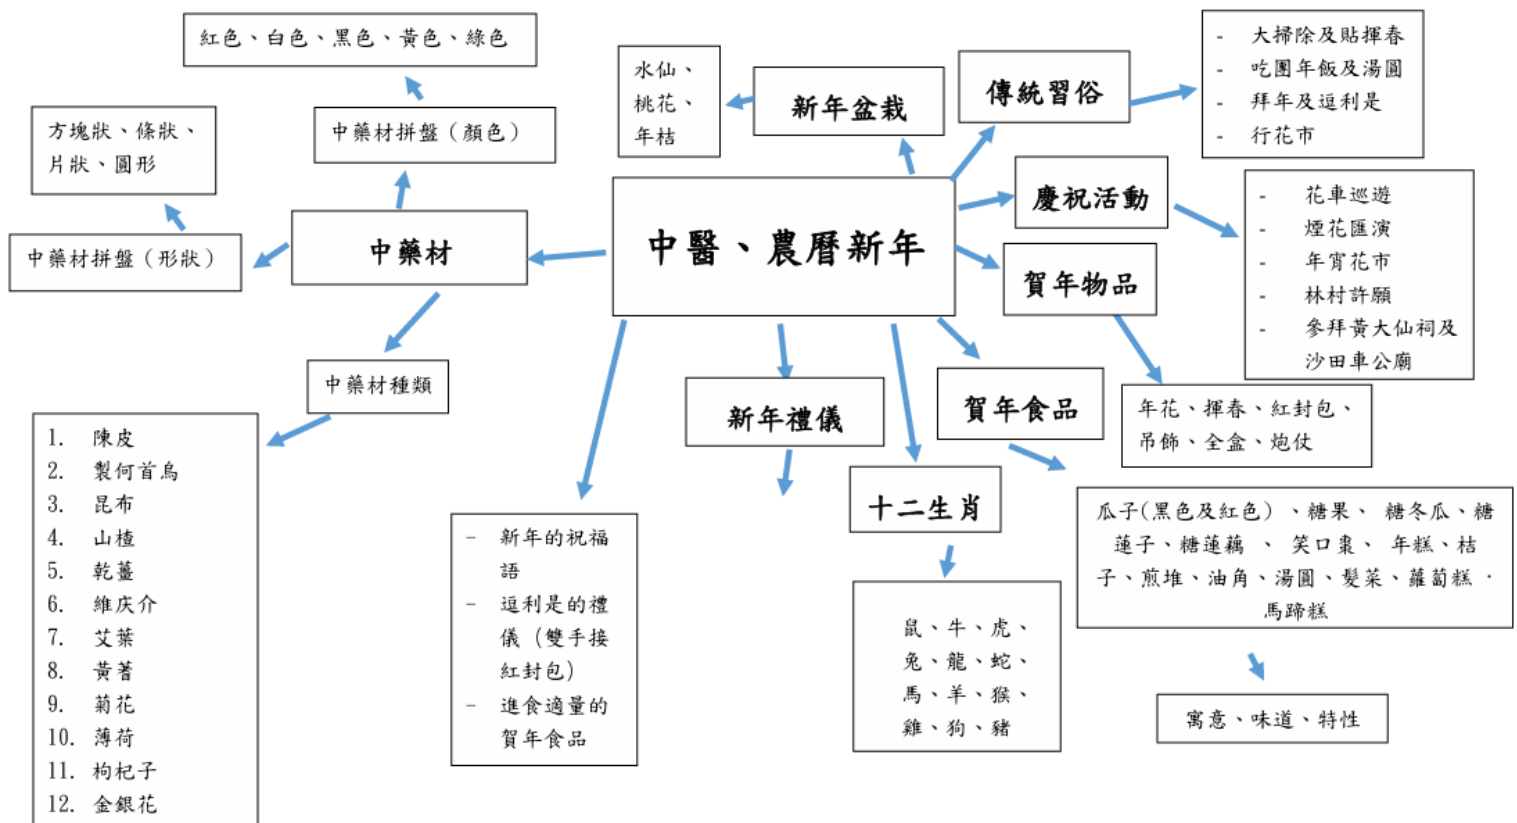 紅色、白色、黑色、黃色、綠色
中藥材拼盤（顏色）
方塊狀、條狀、
片狀、圓形
中藥材拼盤（形狀）
中藥材
中藥材種類
1. 陳皮
2. 製何首烏
3. 昆布
4. 山楂
5. 乾薑
6. 維庆介
7. 艾葉
8. 黃蓍
9. 菊花
10. 薄荷
11. 枸杞子
12. 金銀花
水仙、
桃花、
年桔
新年盆栽
中醫、農曆新年
傳統習俗
- 大掃除及貼揮春
- 吃團年飯及湯圓
- 拜年及逗利是
- 行花市
慶祝活動
- 花車巡遊
- 煙花匯演
- 年宵花市
- 林村許願
- 參拜黃大仙祠及
沙田車公廟
賀年物品
年花、揮春、紅封包、
吊飾、全盒、炮仗
賀年食品
瓜子(黑色及紅色) 、糖果、 糖冬瓜、糖
蓮子、糖蓮藕 、 笑口棗、 年糕、桔
子、煎堆、油角、湯圓、髮菜、蘿蔔糕．
馬蹄糕
寓意、味道、特性
十二生肖
鼠、牛、虎、
兔、龍、蛇、
馬、羊、猴、
雞、狗、豬
新年禮儀
- 新年的祝福
語
- 逗利是的禮
儀（雙手接
紅封包）
- 進食適量的
賀年食品